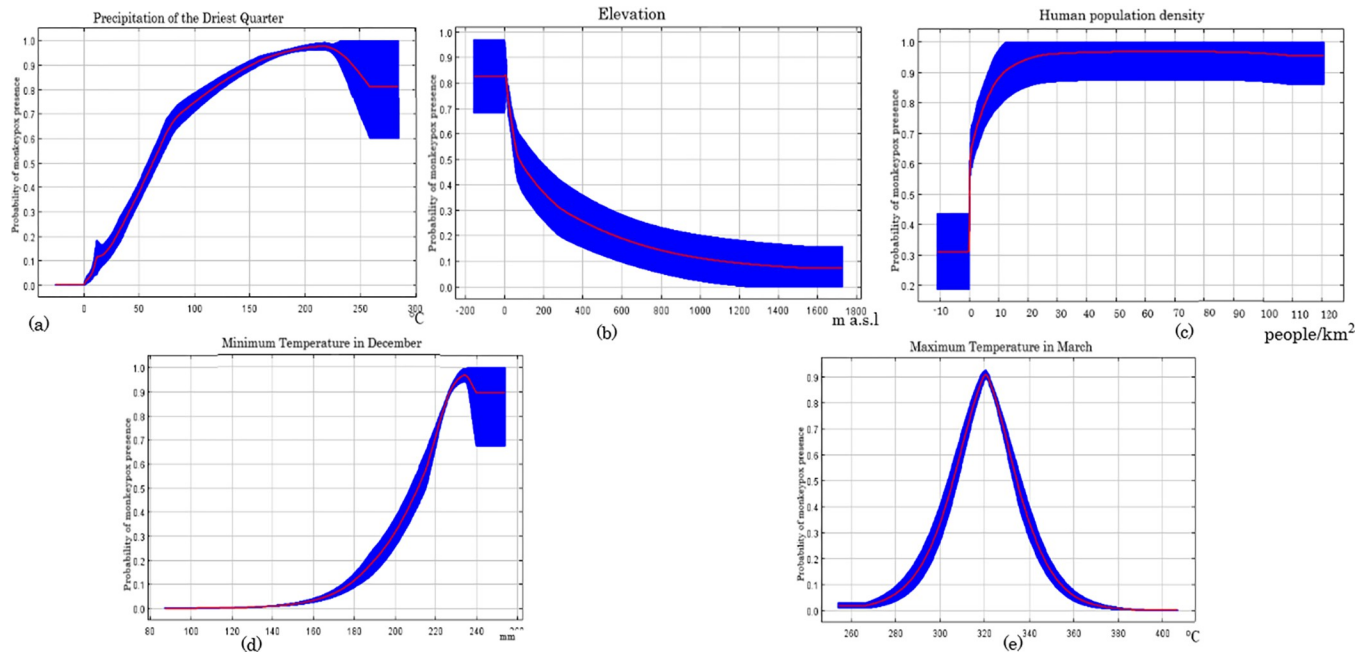 Precipitation of the Driest Quarter
Probability of monkeypox presence
1.0
0.9
0.8
0.7
0.6
0.5
0.4
0.3
0.2
0.1
0.0
0 50 100 150 200 250 300
°C
(a)
Elevation
Probability of monkeypox presence
1.0
0.9
0.8
0.7
0.6
0.5
0.4
0.3
0.2
0.1
0.0
-200 0 200 400 600 800 1000 1200 1400 1600 1800
m a.s.l
(b)
Human population density
Probability of monkeypox presence
1.0
0.9
0.8
0.7
0.6
0.5
0.4
0.3
0.2
-10 0 10 20 30 40 50 60 70 80 90 100 110 120
people/km²
(c)
Minimum Temperature in December
Probability of monkeypox presence
1.0
0.9
0.8
0.7
0.6
0.5
0.4
0.3
0.2
0.1
0.0
80 100 120 140 160 180 200 220 240 260
mm
(d)
Maximum Temperature in March
Probability of monkeypox presence
0.9
0.8
0.7
0.6
0.5
0.4
0.3
0.2
0.1
0.0
260 280 300 320 340 360 380 400
°C
(e)